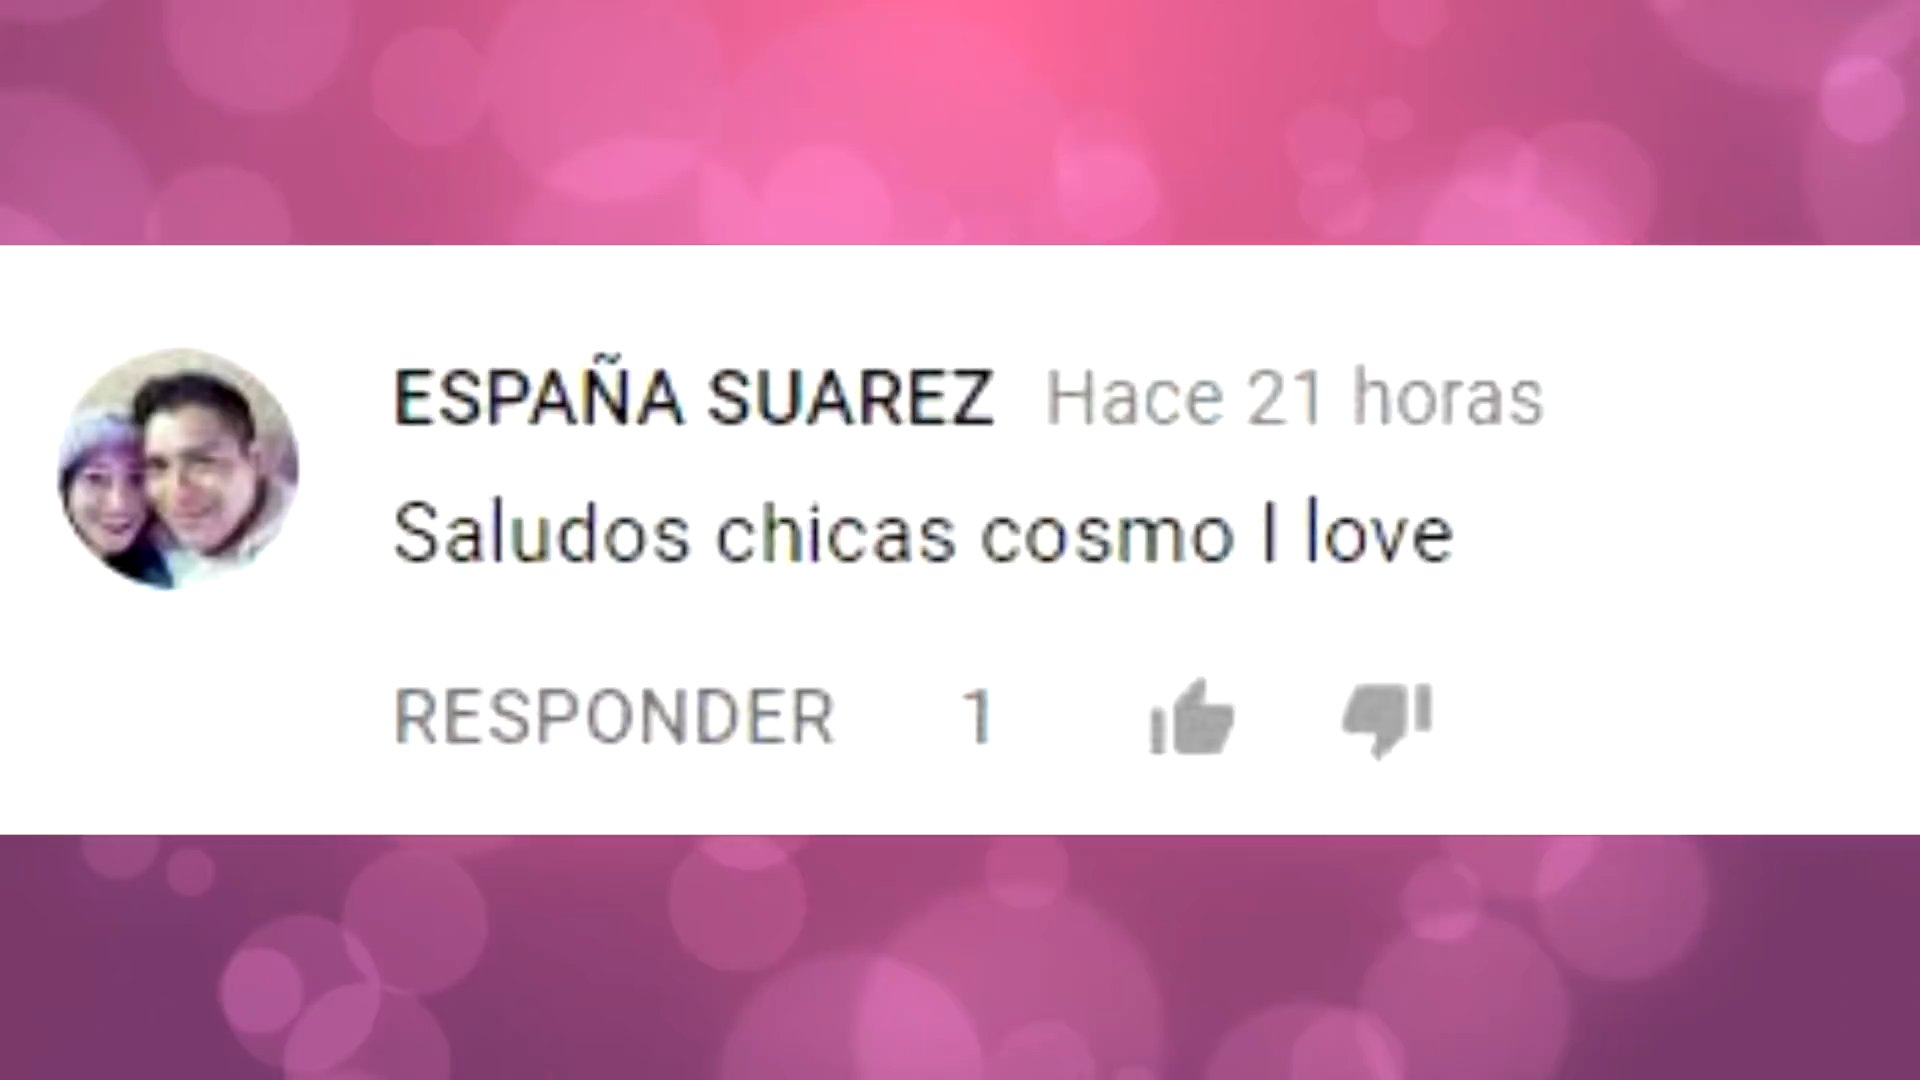 ESPAÑA SUAREZ Hace 21 horas
Saludos chicas cosmo I love
RESPONDER 1